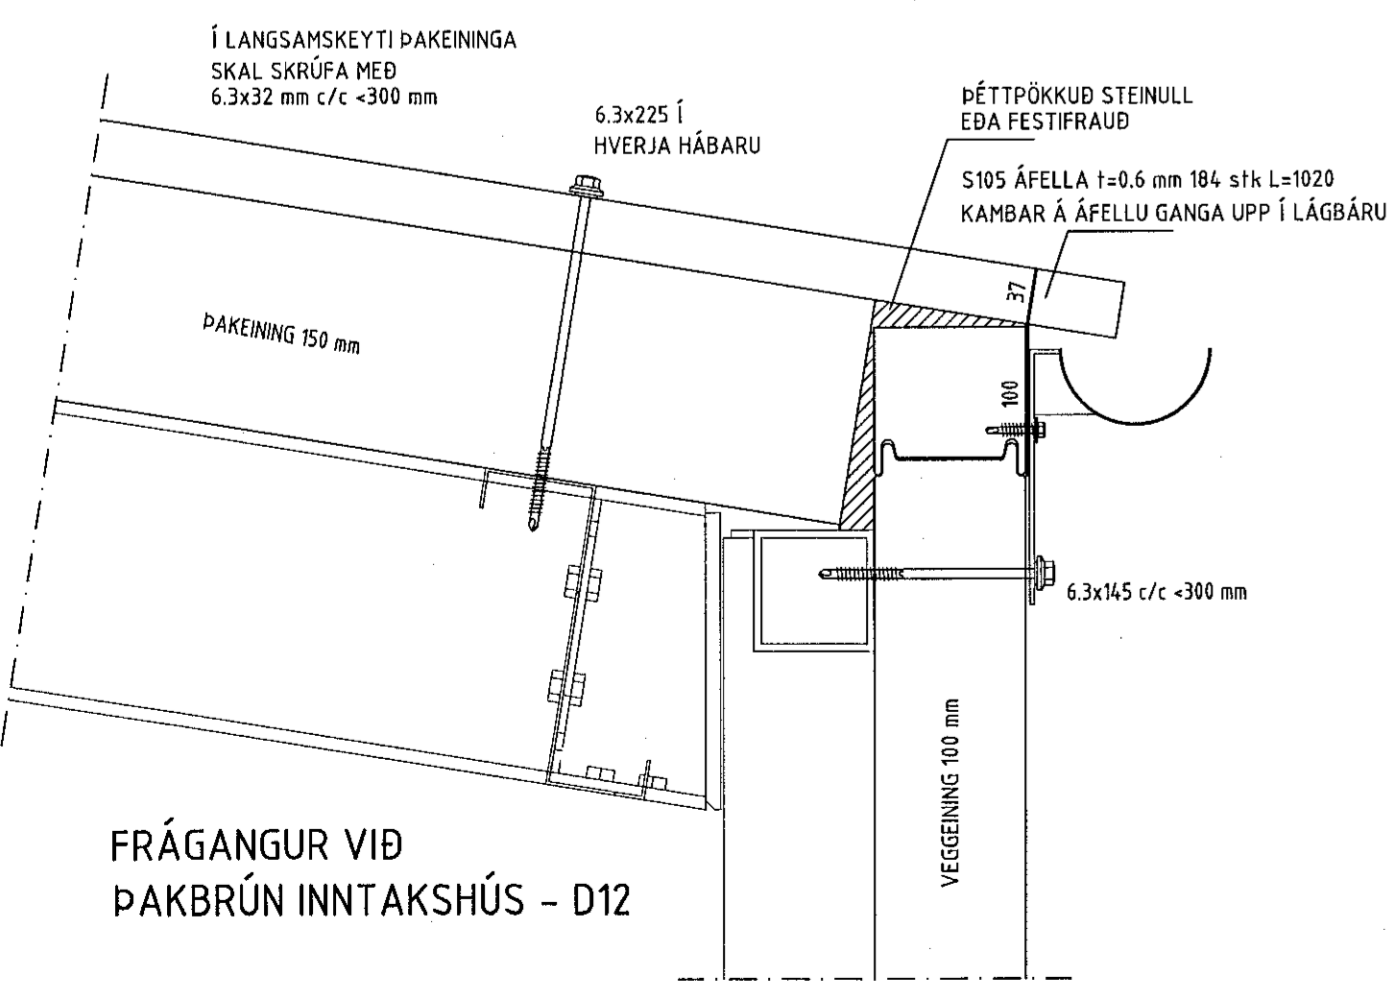 Í LANGSAMSKEYTI ÞAKEININGA
SKAL SKRÚFA MEÐ
6.3x32 mm c/c <300 mm
6.3x225 Í
HVERJA HÁBARU
ÞÉTTPÖKKUÐ STEINULL
EÐA FESTIFRAUÐ
S105 ÁFELLA t=0.6 mm 184 stk L=1020
KAMBAR Á ÁFELLU GANGA UPP Í LÁGBÁRU
37
ÞAKEINING 150 mm
100
6.3x145 c/c <300 mm
VEGGEINING 100 mm
FRÁGANGUR VIÐ
ÞAKBRÚN INNTAKSHÚS – D12